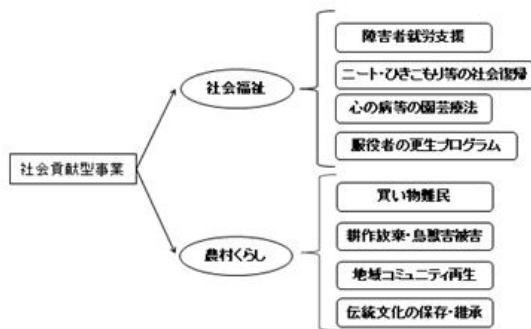 社会貢献型事業
社会福祉
障害者就労支援
ニート・ひきこもり等の社会復帰
心の病等の園芸療法
服役者の更生プログラム
農村くらし
買い物難民
耕作放棄・鳥獣害被害
地域コミュニティ再生
伝統文化の保存・継承